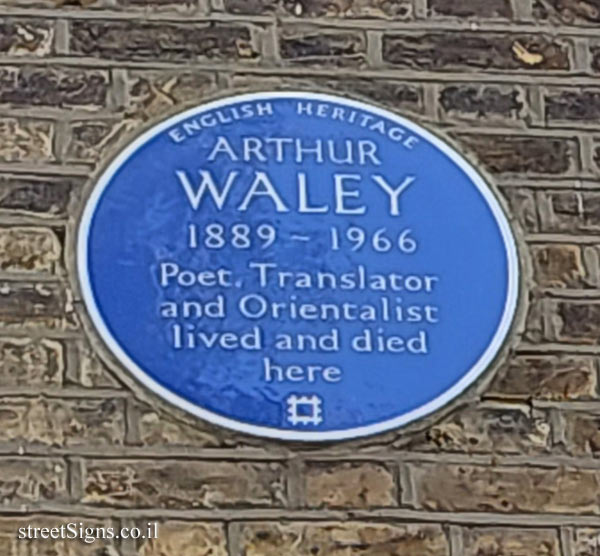 ENGLISH HERITAGE
ARTHUR
WALEY
1889 - 1966
Poet, Translator
and Orientalist
lived and died
here
streetSigns.co.il